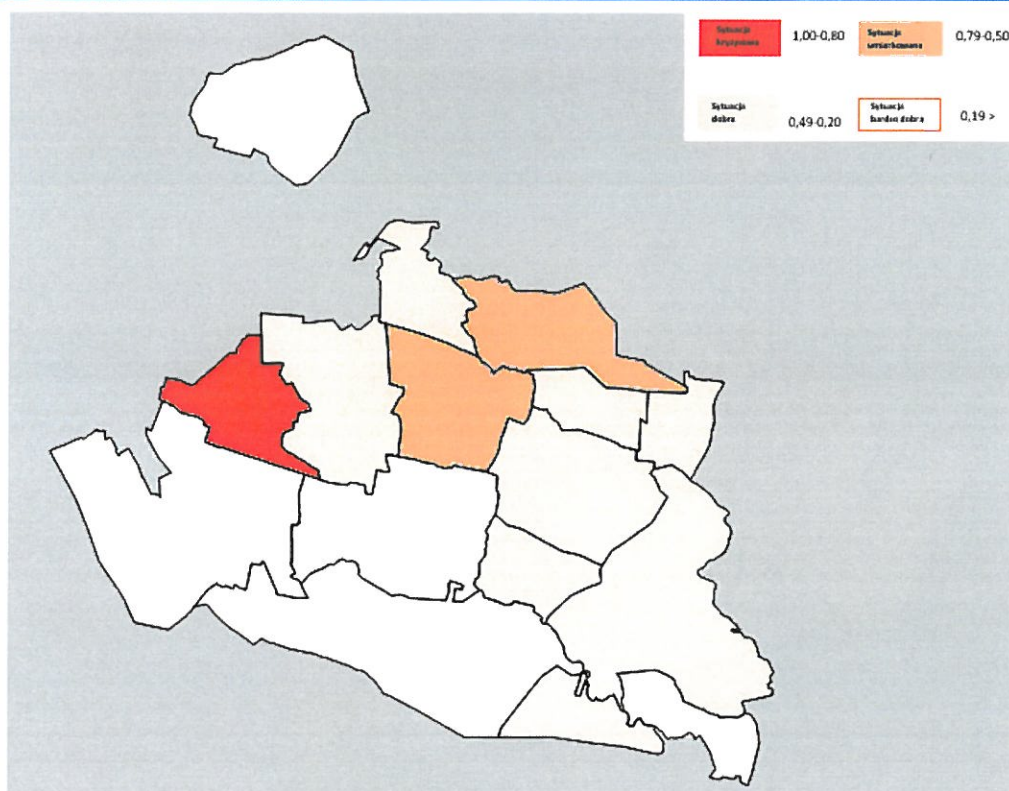 Sytuacja
kryzysowa
1,00-0,80
Sytuacja
umiarkowana
0,79-0,50
Sytuacja
dobra
0,49-0,20
Sytuacja
bardzo dobra
0,19 >